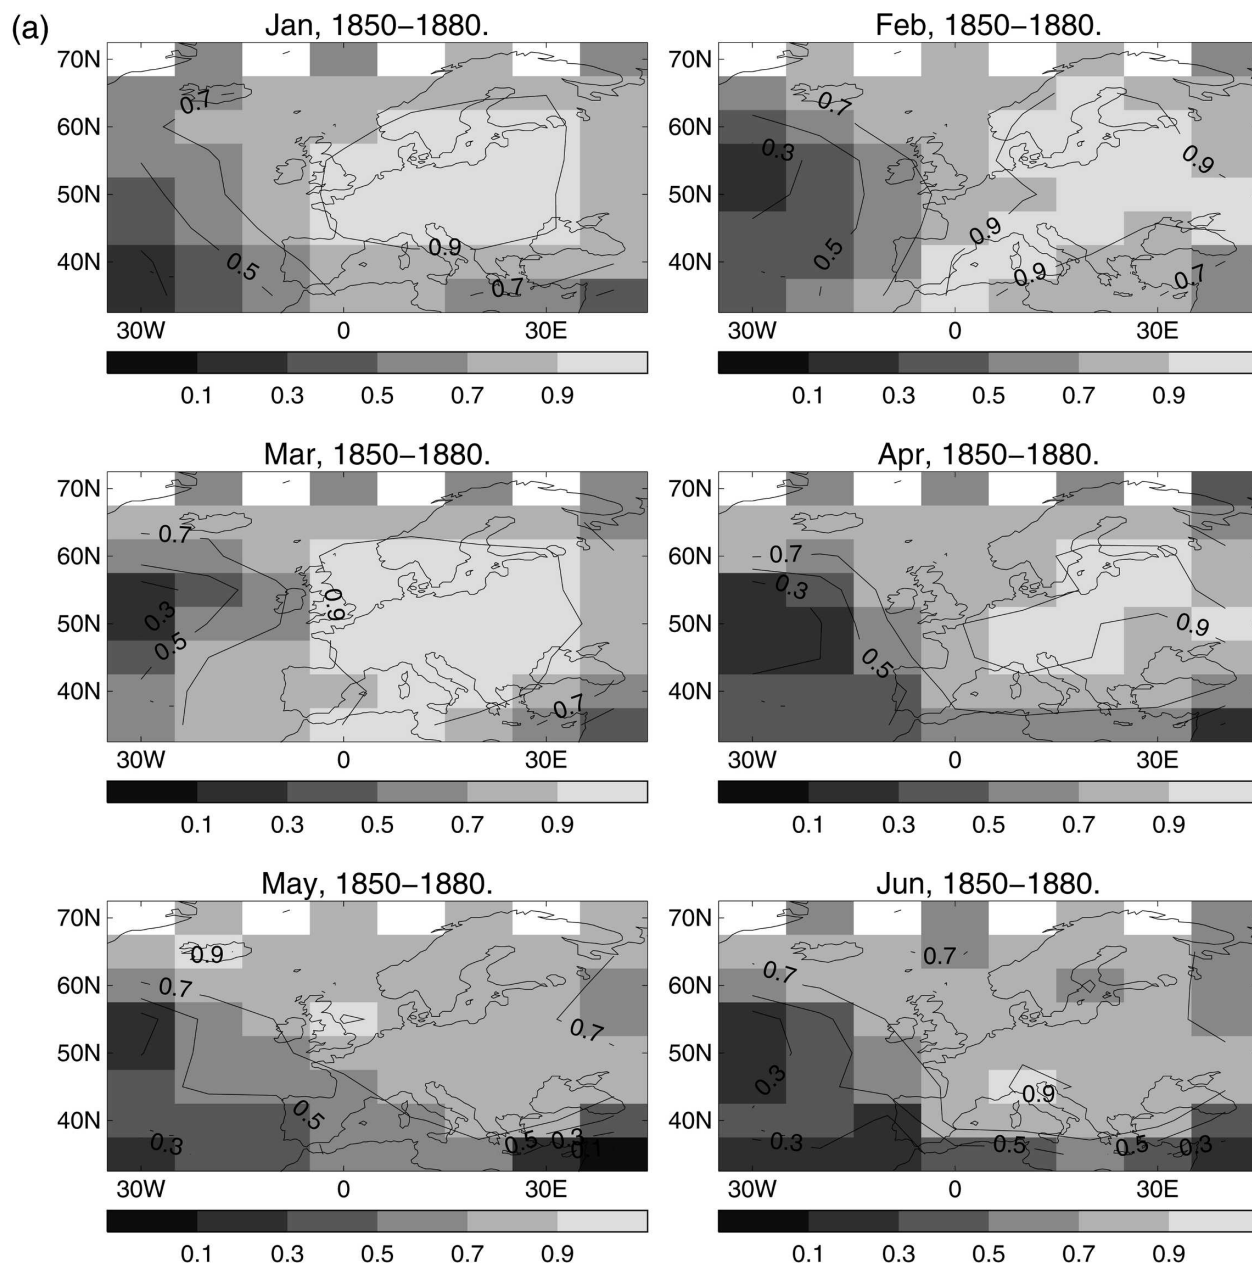 (a)
Jan, 1850–1880.
Feb, 1850–1880.
70N
60N
50N
40N
0.7
0.5
0.9
0.7
30W 0 30E
0.1 0.3 0.5 0.7 0.9
70N
60N
50N
40N
0.7
0.3
0.5
0.9
0.9
0.9
0.7
30W 0 30E
0.1 0.3 0.5 0.7 0.9
Mar, 1850–1880.
Apr, 1850–1880.
70N
60N
50N
40N
0.7
0.3
0.5
0.9
0.7
30W 0 30E
0.1 0.3 0.5 0.7 0.9
70N
60N
50N
40N
0.7
0.3
0.5
0.9
30W 0 30E
0.1 0.3 0.5 0.7 0.9
May, 1850–1880.
Jun, 1850–1880.
70N
60N
50N
40N
0.9
0.7
0.7
0.5
0.3
0.5
0.3
0.1
30W 0 30E
0.1 0.3 0.5 0.7 0.9
70N
60N
50N
40N
0.7
0.7
0.3
0.9
0.3
0.5
0.5
0.3
30W 0 30E
0.1 0.3 0.5 0.7 0.9